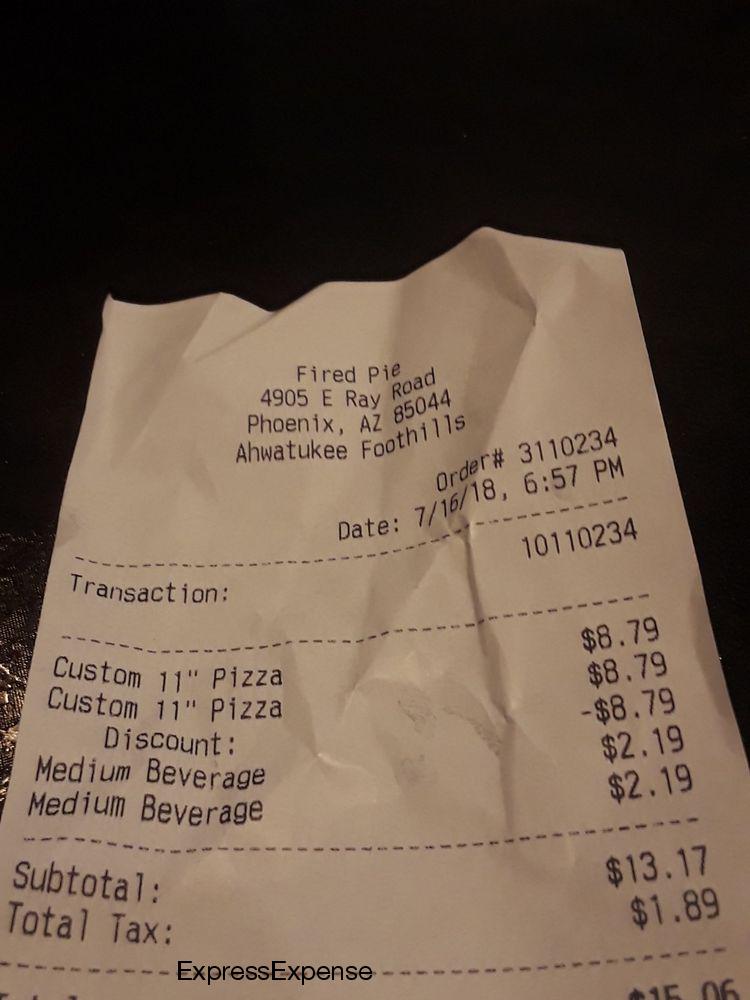 Fired Pie
4905 E Ray Road
Phoenix, AZ 85044
Ahwatukee Foothills
Order# 3110234
Date: 7/16/18, 6:57 PM
Transaction: 10110234
Custom 11" Pizza $8.79
Custom 11" Pizza $8.79
Discount: -$8.79
Medium Beverage $2.19
Medium Beverage $2.19
Subtotal: $13.17
Total Tax: $1.89
ExpressExpense
$15.06